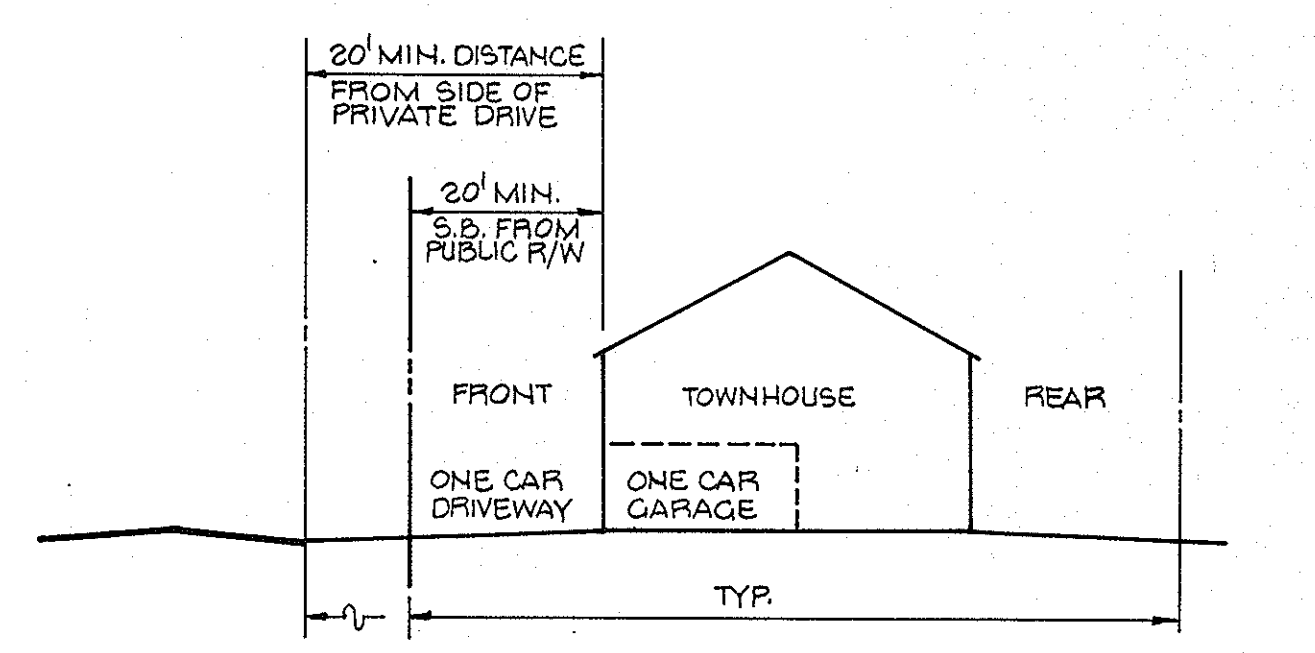 20' MIN. DISTANCE
FROM SIDE OF
PRIVATE DRIVE
20' MIN.
S.B. FROM
PUBLIC R/W
FRONT
TOWNHOUSE
REAR
ONE CAR
DRIVEWAY
ONE CAR
GARAGE
TYP.